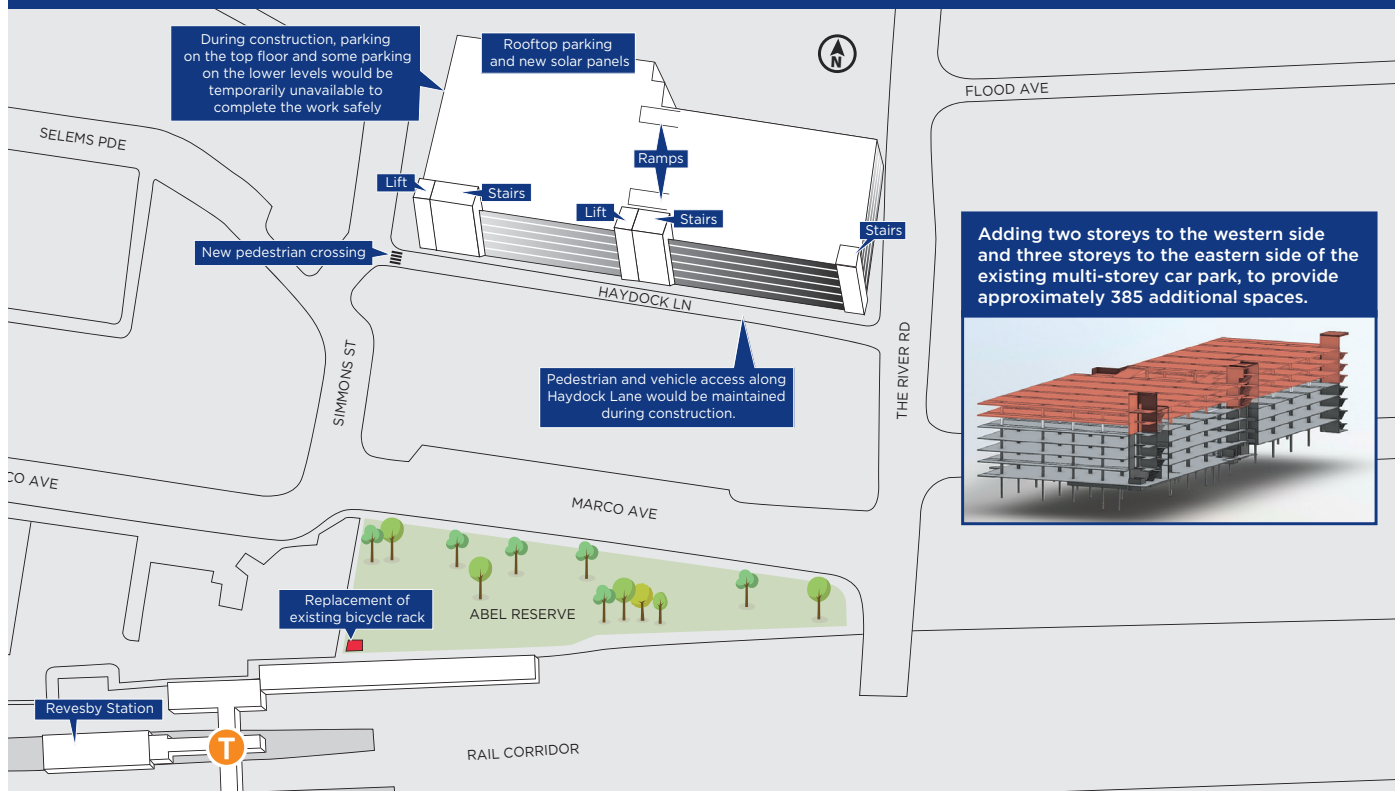 During construction, parking
on the top floor and some parking
on the lower levels would be
temporarily unavailable to
complete the work safely
Rooftop parking
and new solar panels
N
FLOOD AVE
SELEMS PDE
Ramps
Lift
Stairs
Lift
Stairs
Stairs
New pedestrian crossing
HAYDOCK LN
Adding two storeys to the western side
and three storeys to the eastern side of the
existing multi-storey car park, to provide
approximately 385 additional spaces.
SIMMONS ST
THE RIVER RD
Pedestrian and vehicle access along
Haydock Lane would be maintained
during construction.
CO AVE
MARCO AVE
Replacement of
existing bicycle rack
ABEL RESERVE
Revesby Station
T
RAIL CORRIDOR